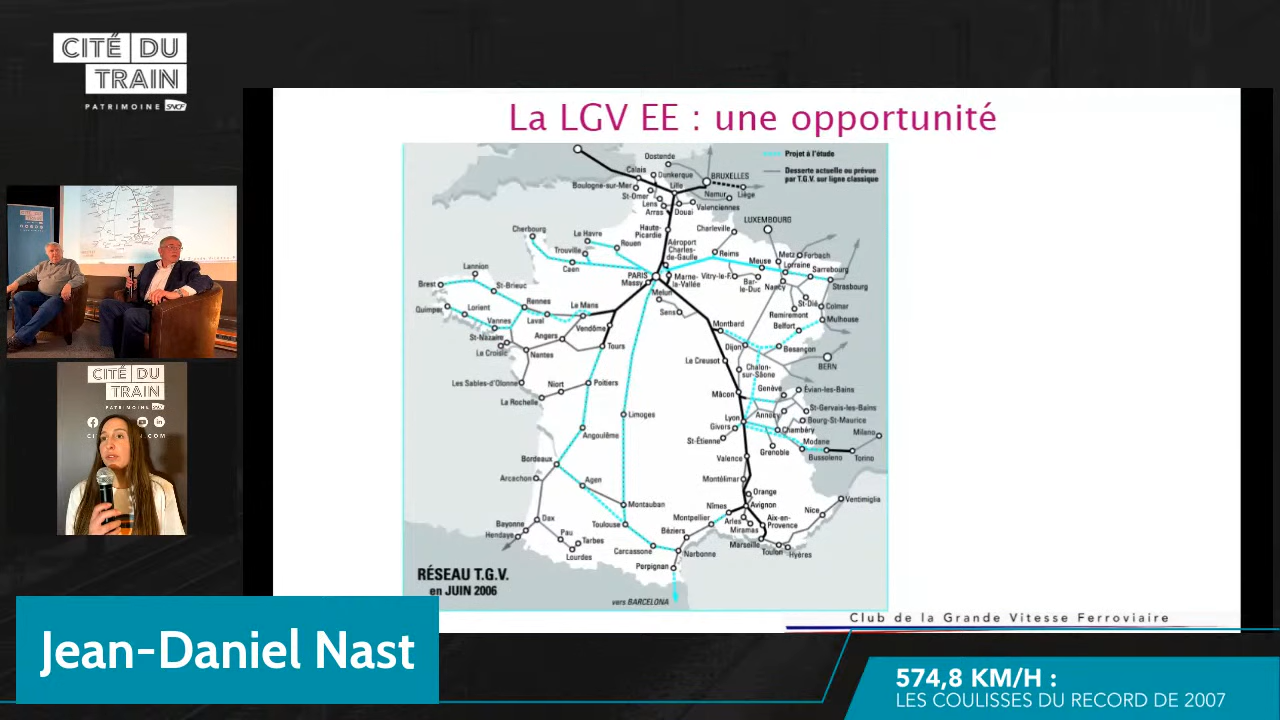 CITÉ DU
TRAIN
PATRIMOINE SNCF
La LGV EE : une opportunité
Projet à l'étude
Desserte actuelle ou prévue
par T.G.V. sur ligne classique
Oostende
Calais
Dunkerque
BRUXELLES
Boulogne-sur-Mer
Lille
Liège
St-Omer
Namur
Lens
Valenciennes
Arras
Douai
LUXEMBOURG
Cherbourg
Le Havre
Haute-
Picardie
Charleville
Rouen
Aéroport
Charles-
de-Gaulle
Trouville
Reims
Meuse
Metz
Forbach
Lorraine
Caen
Sarrebourg
Lannion
PARIS
Massy
Marne-
la-Vallée
Vitry-le-F.
Bar-
le-Duc
Nancy
Strasbourg
Brest
St-Brieuc
Melun
Rennes
Le Mans
St-Dié
Colmar
Quimper
Lorient
Sens
Remiremont
Vannes
Laval
Vendôme
Montbard
Belfort
Mulhouse
St-Nazaire
Angers
Le Croisic
Nantes
Tours
Dijon
Besançon
Le Creusot
BERN
Chalon-
sur-Sâone
Les Sables-d'Olonne
Niort
Poitiers
Genève
Évian-les-Bains
La Rochelle
Mâcon
Annecy
St-Gervais-les-Bains
Limoges
Lyon
Bourg-St-Maurice
Givors
Chambéry
Milano
Angoulême
St-Étienne
Modane
Grenoble
Bordeaux
Valence
Bussoleno
Torino
Arcachon
Agen
Montélimar
Orange
Ventimiglia
Montauban
Nîmes
Avignon
Nice
Dax
Montpellier
Arles
Aix-en-
Provence
Bayonne
Toulouse
Béziers
Miramas
Hendaye
Pau
Tarbes
Marseille
Carcassone
Narbonne
Toulon
Hyères
Lourdes
Perpignan
RÉSEAU T.G.V.
en JUIN 2006
vers BARCELONA
Club de la Grande Vitesse Ferroviaire
CITÉ DU
TRAIN
PATRIMOINE
Jean-Daniel Nast
574,8 KM/H :
LES COULISSES DU RECORD DE 2007